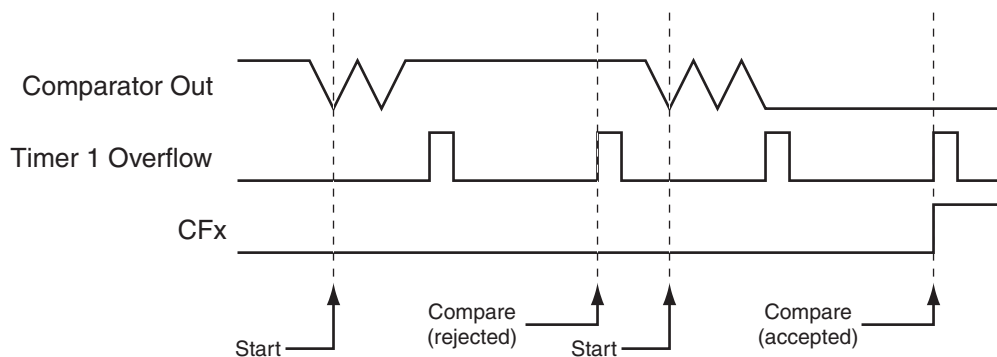 Comparator Out
Timer 1 Overflow
CFx
Start
Compare
(rejected)
Start
Compare
(accepted)